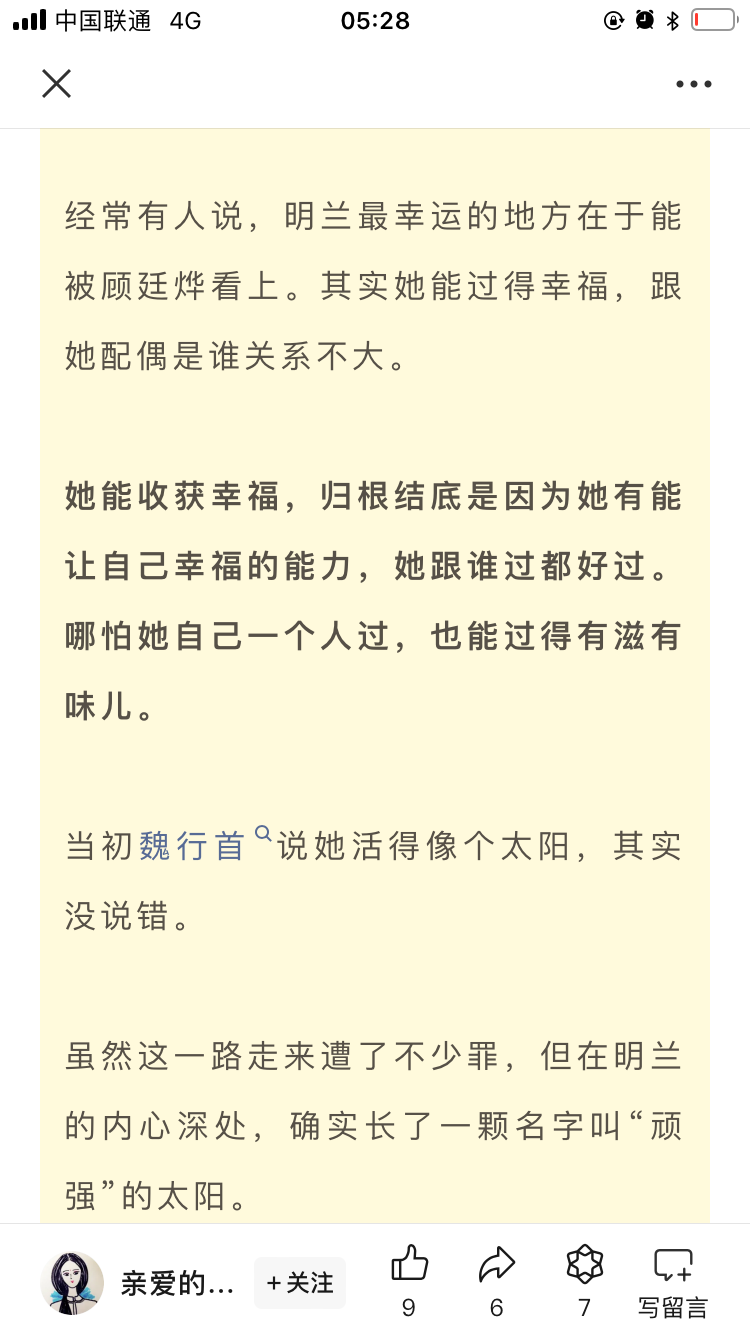 中国联通 4G 05:28
经常有人说，明兰最幸运的地方在于能
被顾廷烨看上。其实她能过得幸福，跟
她配偶是谁关系不大。
她能收获幸福，归根结底是因为她有能
让自己幸福的能力，她跟谁过都好过。
哪怕她自己一个人过，也能过得有滋有
味儿。
当初魏行首说她活得像个太阳，其实
没说错。
虽然这一路走来遭了不少罪，但在明兰
的内心深处，确实长了一颗名字叫“顽
强”的太阳。
亲爱的... +关注
9 6 7 写留言